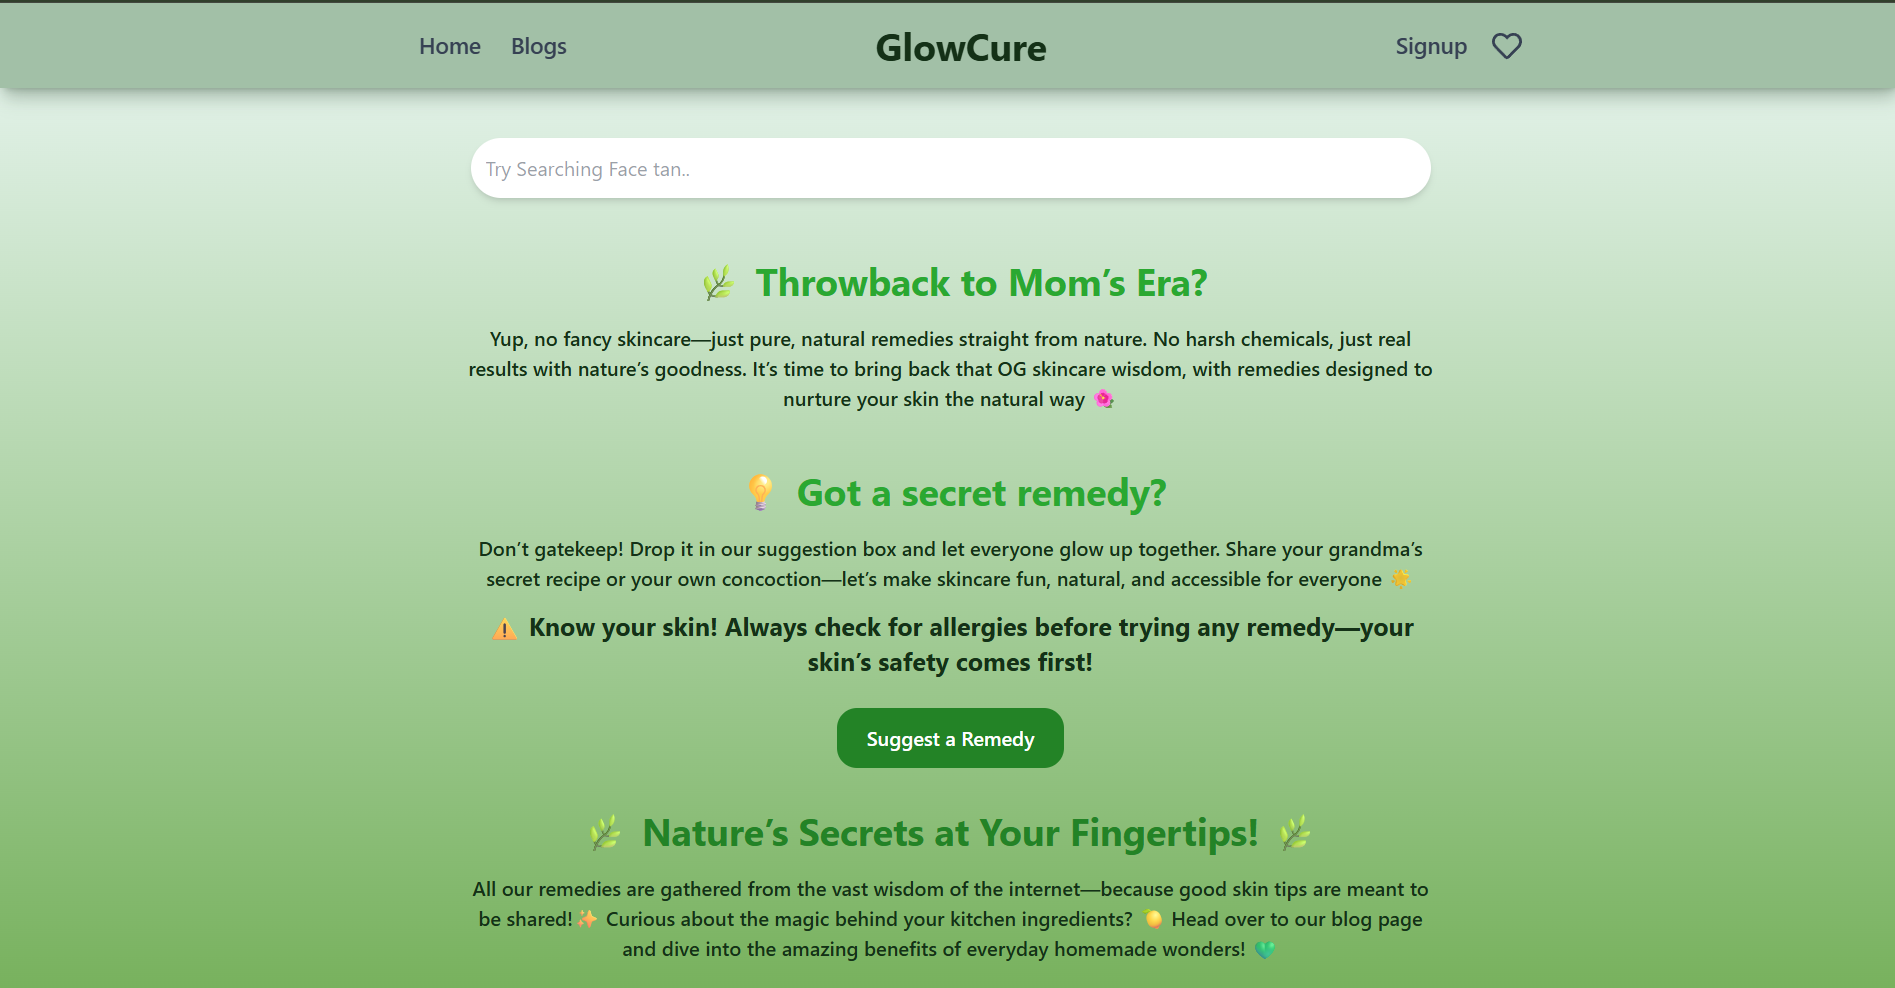 Home Blogs GlowCure Signup
Try Searching Face tan..
🌿 Throwback to Mom’s Era?
Yup, no fancy skincare—just pure, natural remedies straight from nature. No harsh chemicals, just real
results with nature’s goodness. It’s time to bring back that OG skincare wisdom, with remedies designed to
nurture your skin the natural way 🌺
💡 Got a secret remedy?
Don’t gatekeep! Drop it in our suggestion box and let everyone glow up together. Share your grandma’s
secret recipe or your own concoction—let’s make skincare fun, natural, and accessible for everyone 🌟
⚠️ Know your skin! Always check for allergies before trying any remedy—your
skin’s safety comes first!
Suggest a Remedy
🌿 Nature’s Secrets at Your Fingertips! 🌿
All our remedies are gathered from the vast wisdom of the internet—because good skin tips are meant to
be shared!✨ Curious about the magic behind your kitchen ingredients? 🍋 Head over to our blog page
and dive into the amazing benefits of everyday homemade wonders! 💚